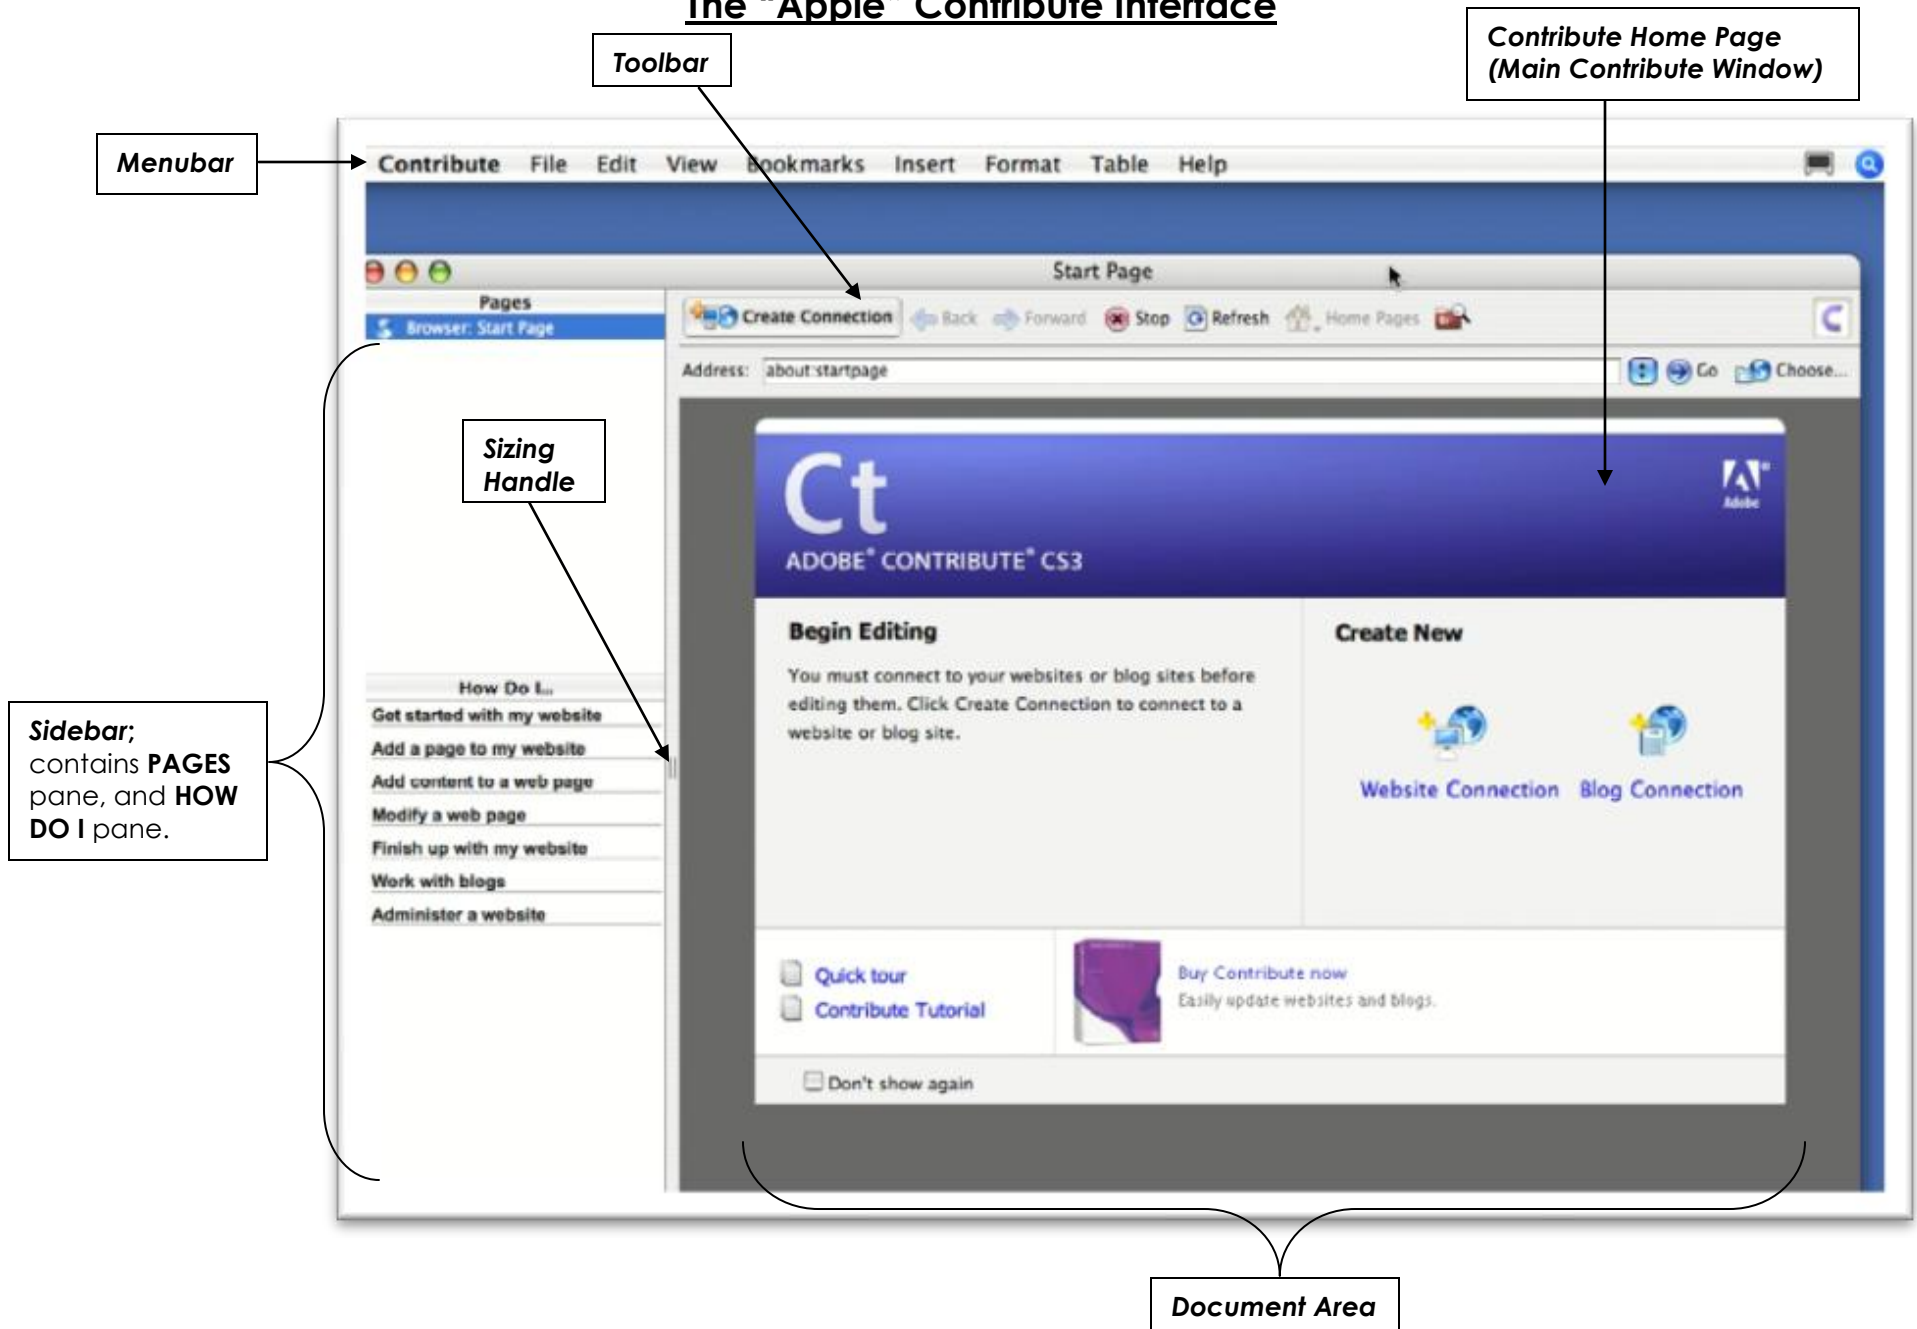 The "Apple" Contribute Interface
Toolbar
Contribute Home Page
(Main Contribute Window)
Menubar
Contribute File Edit View Bookmarks Insert Format Table Help
Start Page
Pages
Browser: Start Page
Create Connection Back Forward Stop Refresh Home Pages
Address: about:startpage Go Choose...
Sizing
Handle
Ct
Adobe
ADOBE® CONTRIBUTE® CS3
Begin Editing
You must connect to your websites or blog sites before
editing them. Click Create Connection to connect to a
website or blog site.
Create New
Website Connection Blog Connection
How Do I...
Get started with my website
Add a page to my website
Add content to a web page
Modify a web page
Finish up with my website
Work with blogs
Administer a website
Sidebar;
contains PAGES
pane, and HOW
DO I pane.
Quick tour
Contribute Tutorial
Buy Contribute now
Easily update websites and blogs.
Don't show again
Document Area